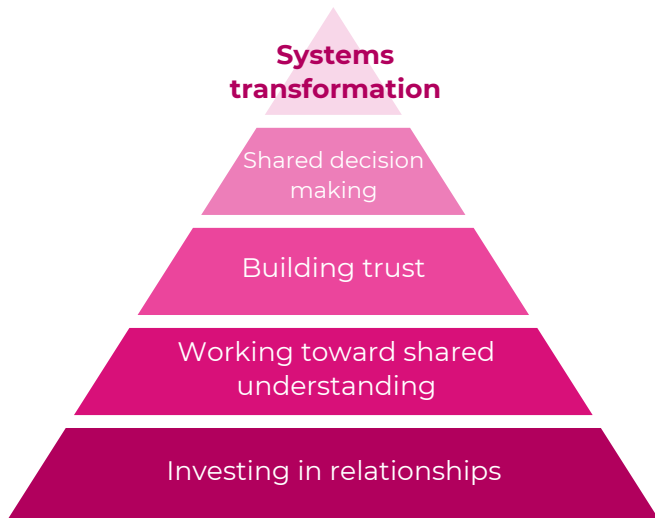 Systems
transformation
Shared decision
making
Building trust
Working toward shared
understanding
Investing in relationships